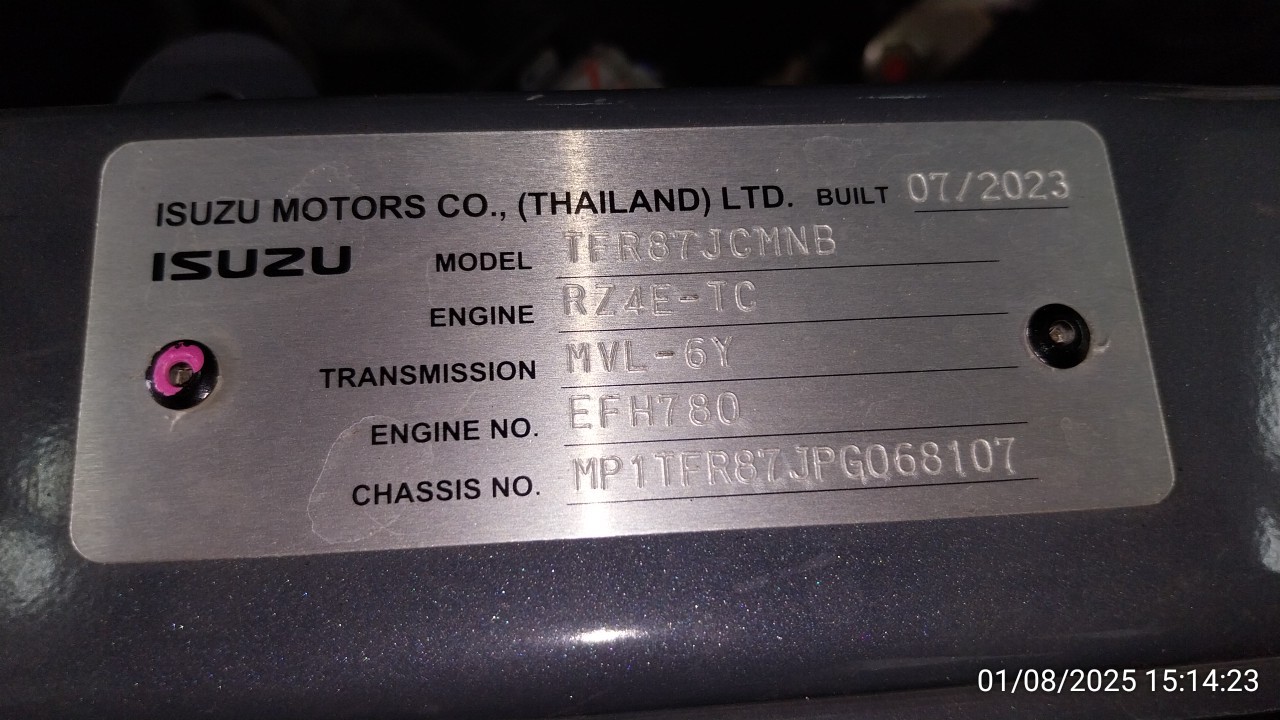 ISUZU MOTORS CO., (THAILAND) LTD. BUILT 07/2023
ISUZU MODEL TFR87JCMNB
ENGINE RZ4E-TC
TRANSMISSION MVL-6Y
ENGINE NO. EFH780
CHASSIS NO. MP1TFR87JPG068107
01/08/2025 15:14:23